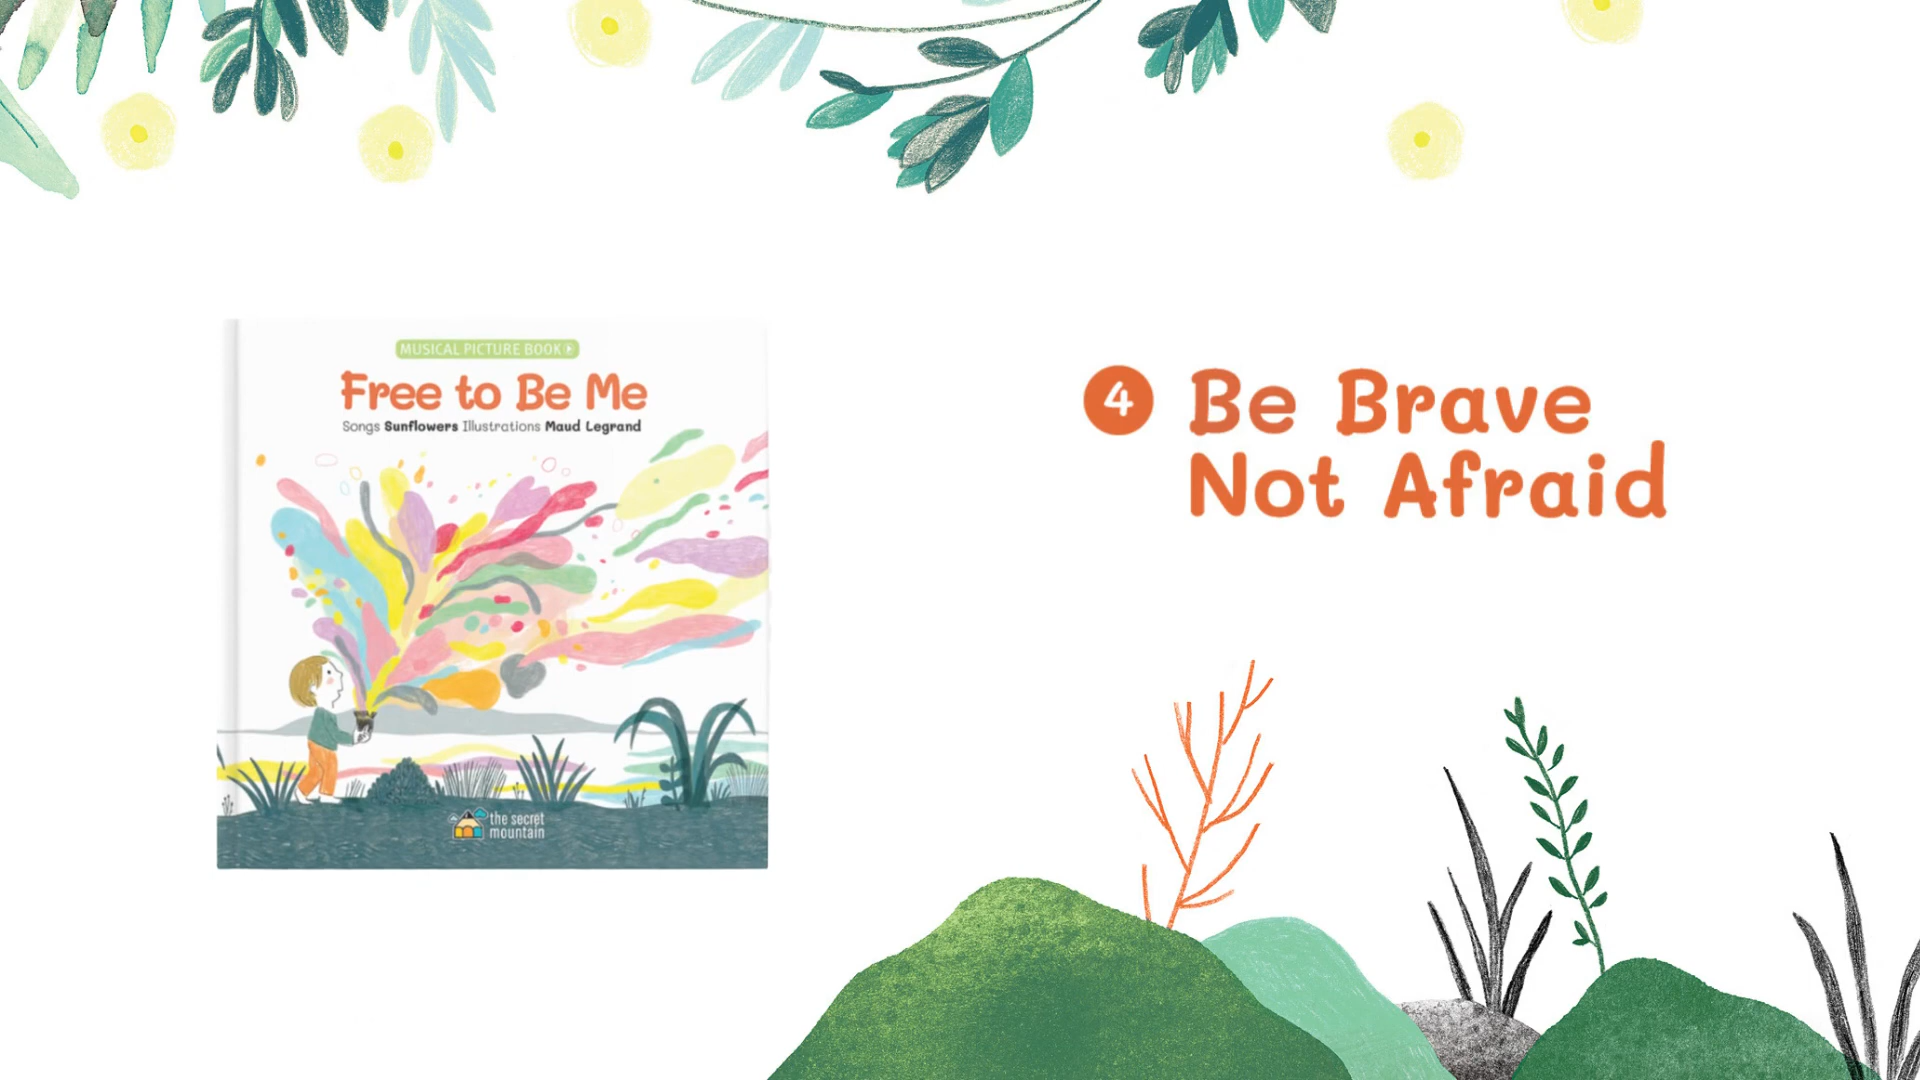 MUSICAL PICTURE BOOK
Free to Be Me
Songs Sunflowers Illustrations Maud Legrand
the secret
mountain
4 Be Brave
Not Afraid